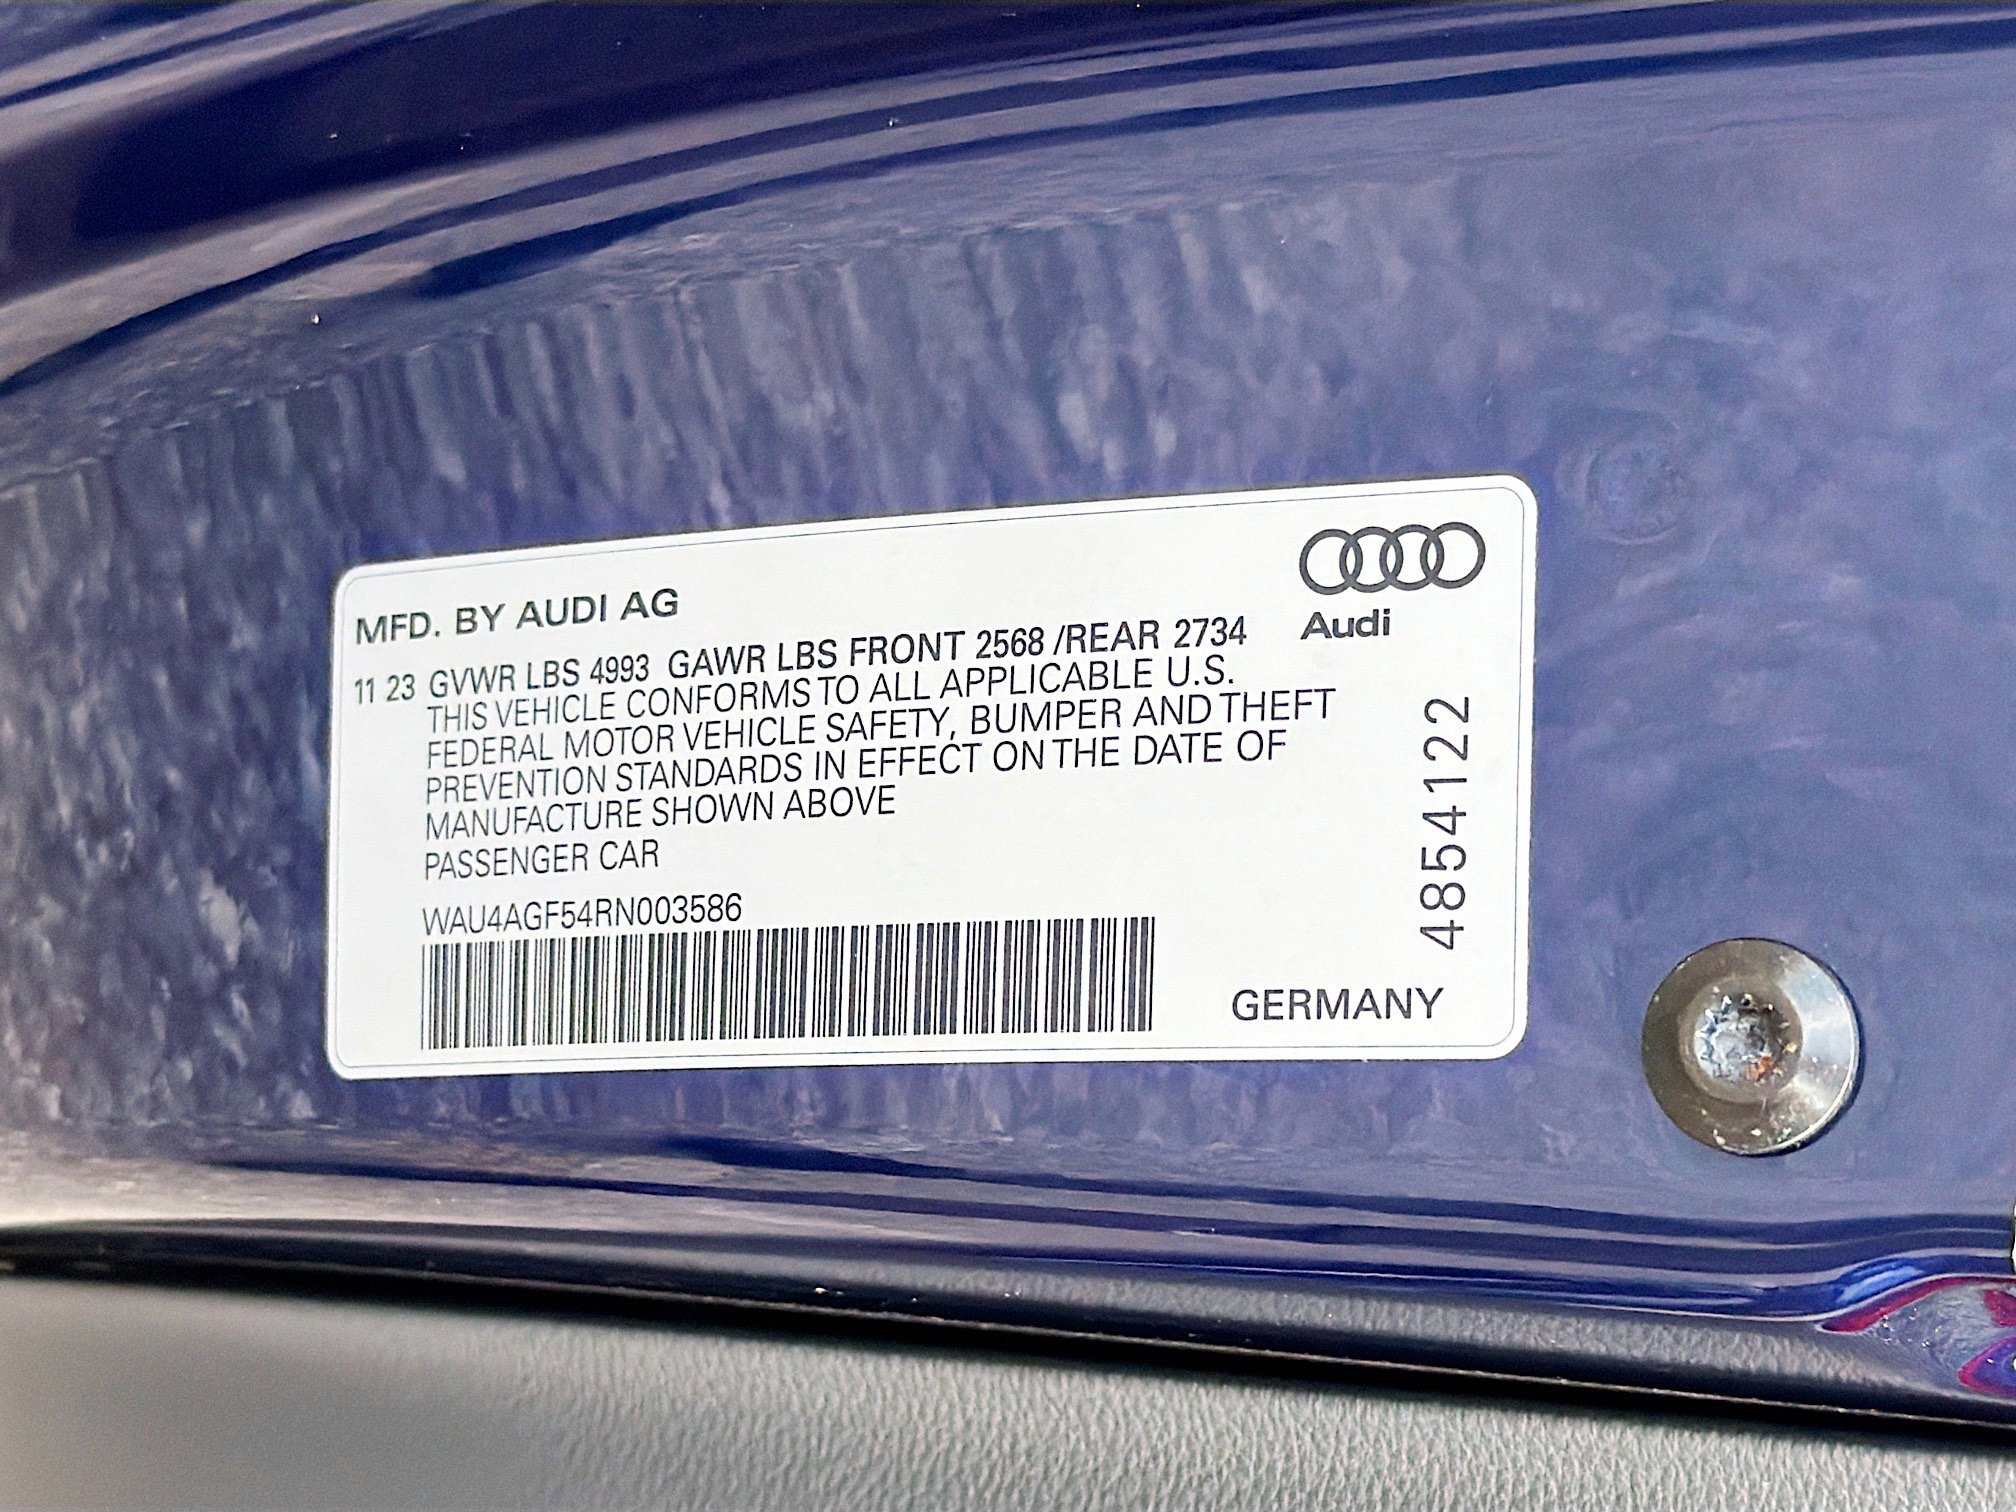 MFD. BY AUDI AG
Audi
11 23 GVWR LBS 4993 GAWR LBS FRONT 2568 /REAR 2734
THIS VEHICLE CONFORMS TO ALL APPLICABLE U.S.
FEDERAL MOTOR VEHICLE SAFETY, BUMPER AND THEFT
PREVENTION STANDARDS IN EFFECT ON THE DATE OF
MANUFACTURE SHOWN ABOVE
PASSENGER CAR
WAU4AGF54RN003586
GERMANY
4854122